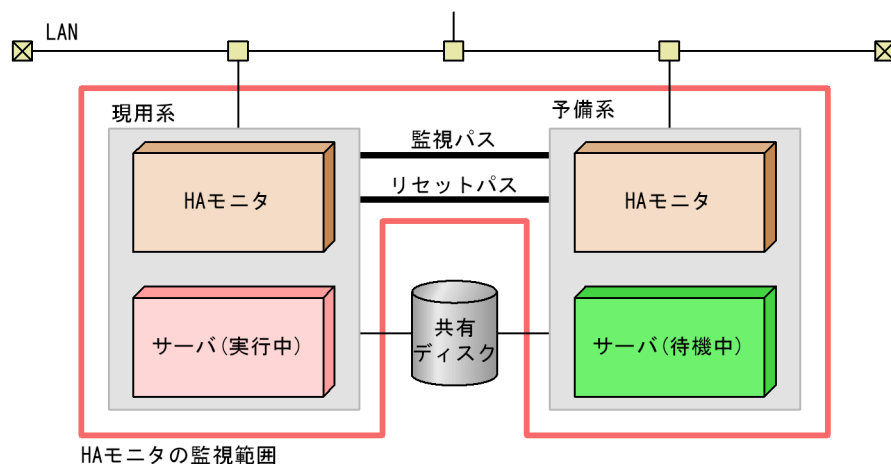 LAN
現用系
予備系
監視パス
リセットパス
HAモニタ
HAモニタ
サーバ(実行中)
共有
ディスク
サーバ(待機中)
HAモニタの監視範囲